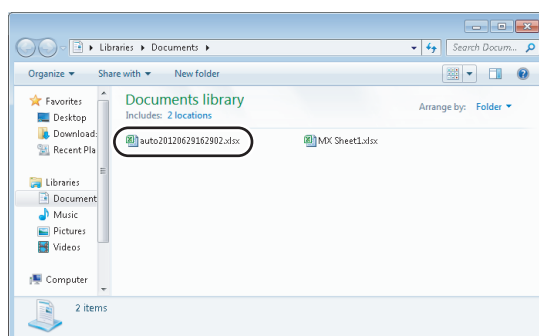 Libraries ▸ Documents ▸
Search Docum...
Organize
Share with
New folder
Favorites
Desktop
Download:
Recent Pla
Libraries
Document
Music
Pictures
Videos
Computer
Documents library
Includes: 2 locations
Arrange by: Folder
auto20120629162902.xlsx
MX Sheet1.xlsx
2 items